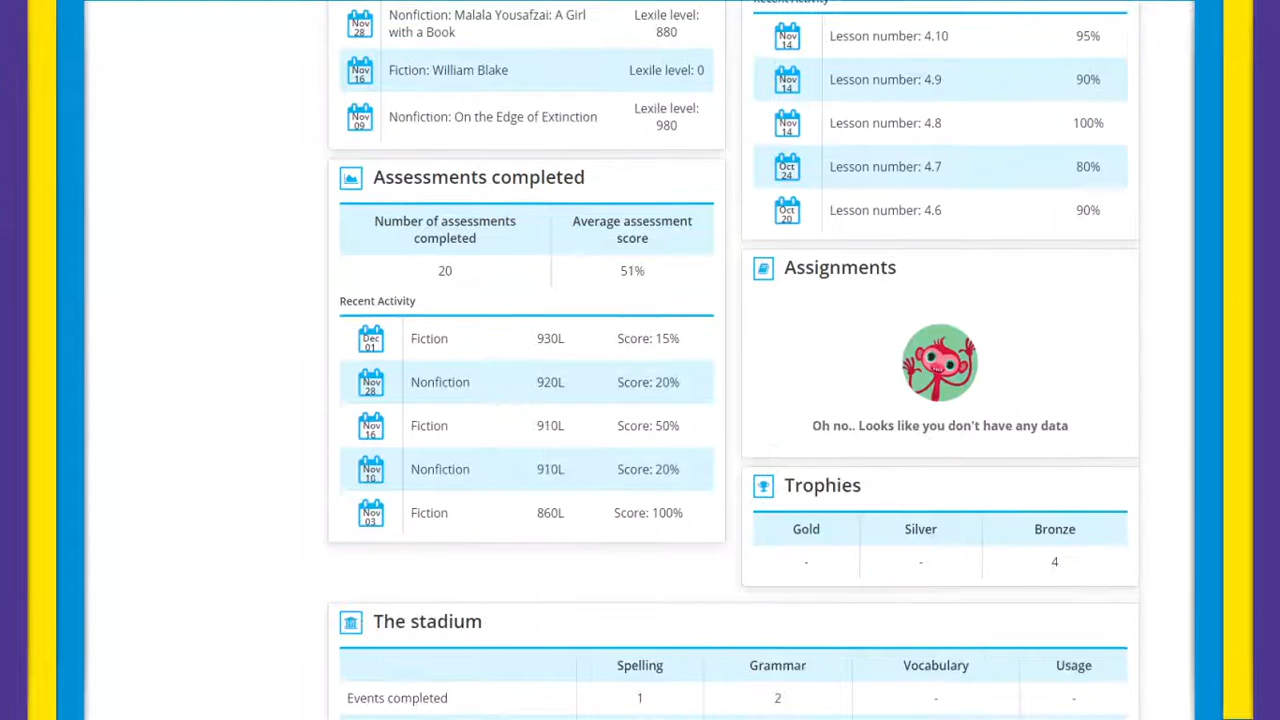 Nov 28 Nonfiction: Malala Yousafzai: A Girl with a Book Lexile level: 880
Nov 16 Fiction: William Blake Lexile level: 0
Nov 09 Nonfiction: On the Edge of Extinction Lexile level: 980
Assessments completed
Number of assessments completed Average assessment score
20 51%
Recent Activity
Dec 01 Fiction 930L Score: 15%
Nov 28 Nonfiction 920L Score: 20%
Nov 16 Fiction 910L Score: 50%
Nov 10 Nonfiction 910L Score: 20%
Nov 03 Fiction 860L Score: 100%
Recent Activity
Nov 14 Lesson number: 4.10 95%
Nov 14 Lesson number: 4.9 90%
Nov 14 Lesson number: 4.8 100%
Oct 24 Lesson number: 4.7 80%
Oct 20 Lesson number: 4.6 90%
Assignments
Oh no.. Looks like you don't have any data
Trophies
Gold Silver Bronze
- - 4
The stadium
Spelling Grammar Vocabulary Usage
Events completed 1 2 - -